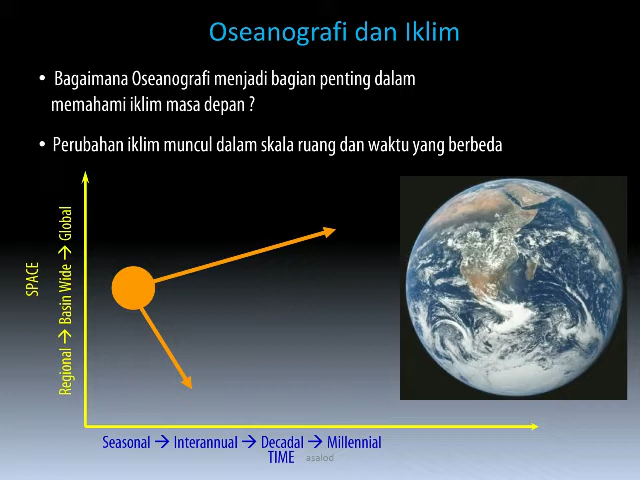 Oseanografi dan Iklim
• Bagaimana Oseanografi menjadi bagian penting dalam
memahami iklim masa depan ?
• Perubahan iklim muncul dalam skala ruang dan waktu yang berbeda
SPACE
Regional → Basin Wide → Global
Seasonal → Interannual → Decadal → Millennial
TIME
asalod